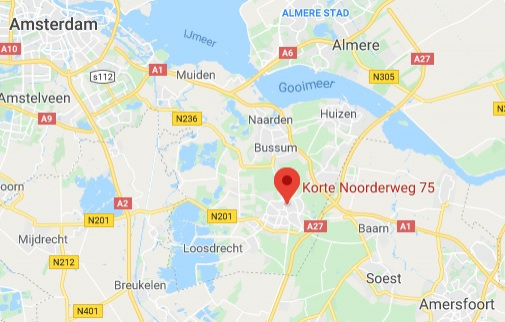 Amsterdam
ALMERE STAD
IJmeer
Almere
A10
A6
A27
s112
A1
Muiden
N305
Gooimeer
Amstelveen
A9
N236
Naarden
Huizen
Bussum
Korte Noorderweg 75
A2
N201
N201
A27
Baarn
A1
Mijdrecht
Loosdrecht
N212
Soest
Breukelen
Amersfoort
N401